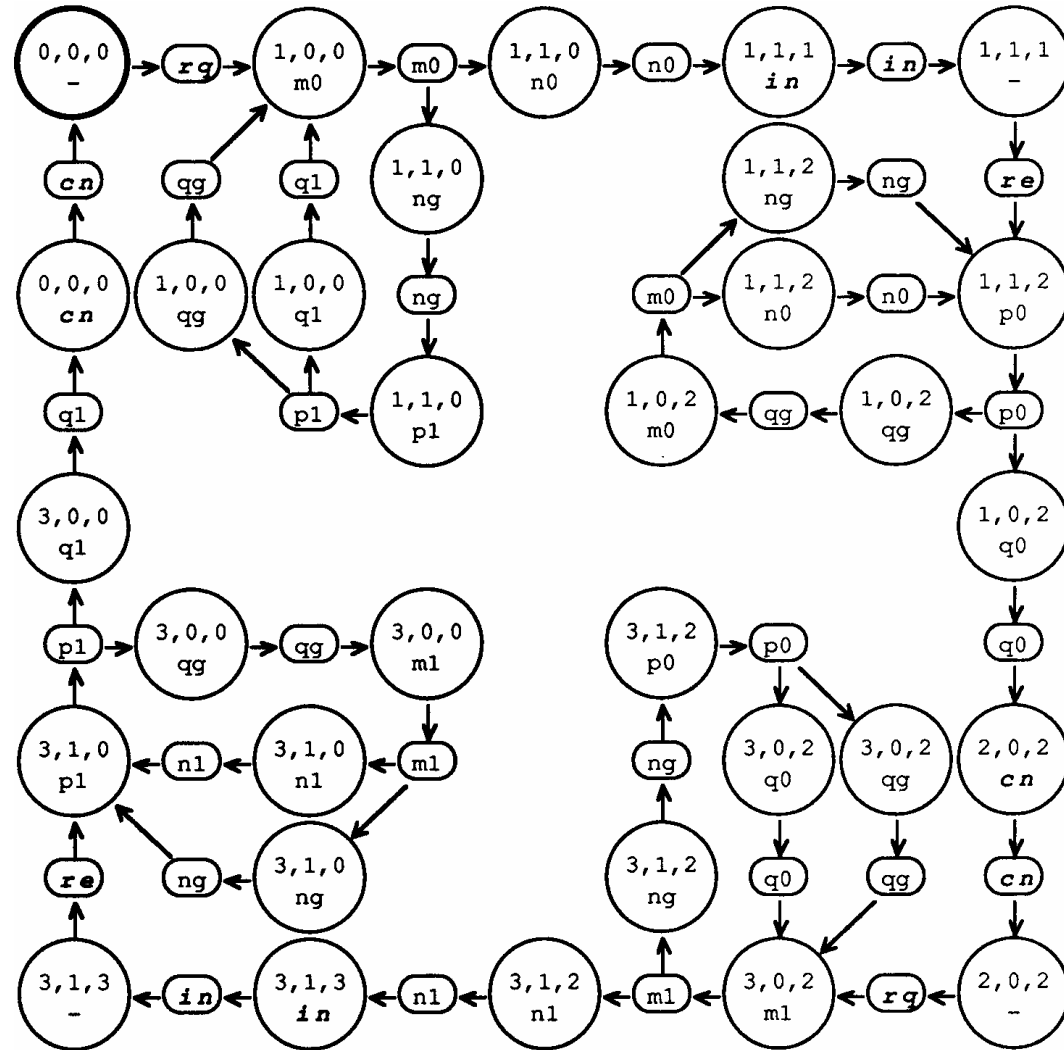 0,0,0
-
rq
1,0,0
m0
m0
1,1,0
n0
n0
1,1,1
in
in
1,1,1
-
cn
qg
q1
1,1,0
ng
1,1,2
ng
ng
re
0,0,0
cn
1,0,0
qg
1,0,0
q1
ng
m0
1,1,2
n0
n0
1,1,2
p0
q1
p1
1,1,0
p1
1,0,2
m0
qg
1,0,2
qg
p0
3,0,0
q1
1,0,2
q0
p1
3,0,0
qg
qg
3,0,0
m1
3,1,2
p0
p0
q0
3,1,0
p1
n1
3,1,0
n1
m1
ng
3,0,2
q0
3,0,2
qg
2,0,2
cn
re
ng
3,1,0
ng
3,1,2
ng
q0
qg
cn
3,1,3
-
in
3,1,3
in
n1
3,1,2
n1
m1
3,0,2
m1
rq
2,0,2
-